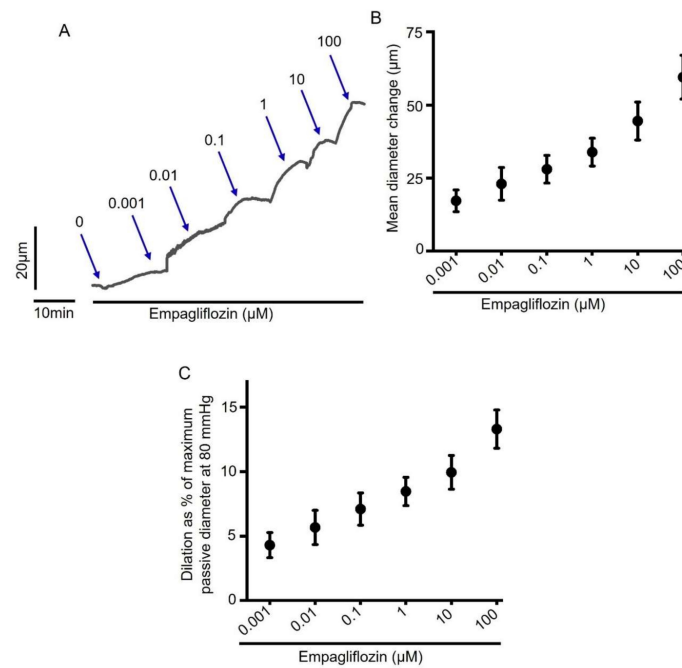 A
100
10
1
0.1
0.01
0.001
0
20µm
10min
Empagliflozin (µM)
B
Mean diameter change (µm)
75
50
25
0
0.001
0.01
0.1
1
10
100
Empagliflozin (µM)
C
Dilation as % of maximum
passive diameter at 80 mmHg
15
10
5
0
0.001
0.01
0.1
1
10
100
Empagliflozin (µM)